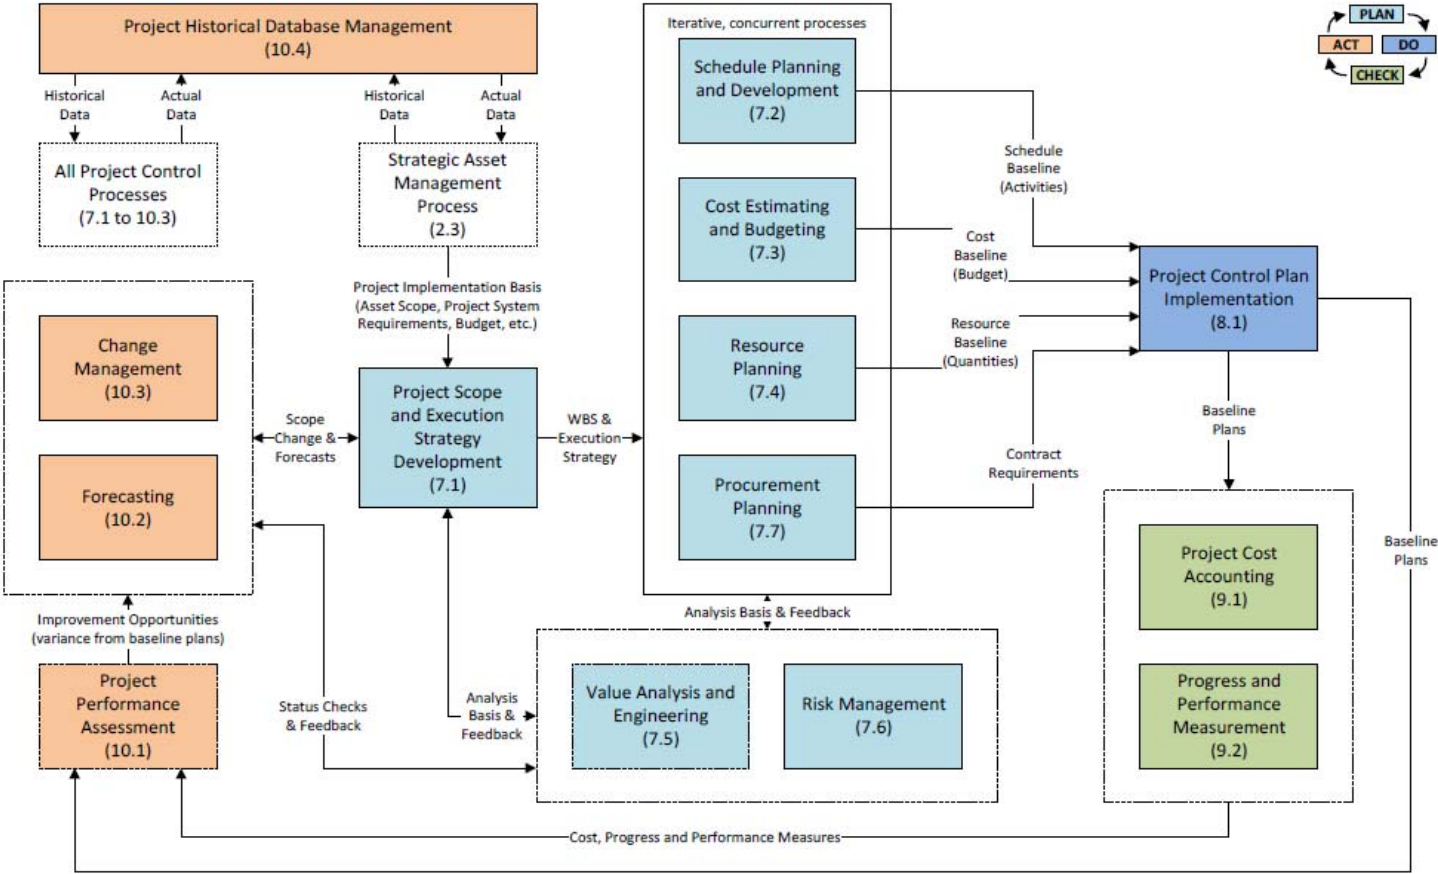 Project Historical Database Management
(10.4)
Historical
Data
Actual
Data
Historical
Data
Actual
Data
All Project Control
Processes
(7.1 to 10.3)
Strategic Asset
Management
Process
(2.3)
Project Implementation Basis
(Asset Scope, Project System
Requirements, Budget, etc.)
Change
Management
(10.3)
Forecasting
(10.2)
Scope
Change &
Forecasts
Project Scope
and Execution
Strategy
Development
(7.1)
WBS &
Execution
Strategy
Improvement Opportunities
(variance from baseline plans)
Project
Performance
Assessment
(10.1)
Status Checks
& Feedback
Analysis
Basis &
Feedback
Iterative, concurrent processes
Schedule Planning
and Development
(7.2)
Cost Estimating
and Budgeting
(7.3)
Resource
Planning
(7.4)
Procurement
Planning
(7.7)
Analysis Basis & Feedback
Value Analysis and
Engineering
(7.5)
Risk Management
(7.6)
Schedule
Baseline
(Activities)
Cost
Baseline
(Budget)
Resource
Baseline
(Quantities)
Contract
Requirements
PLAN
ACT
DO
CHECK
Project Control Plan
Implementation
(8.1)
Baseline
Plans
Baseline
Plans
Project Cost
Accounting
(9.1)
Progress and
Performance
Measurement
(9.2)
Cost, Progress and Performance Measures